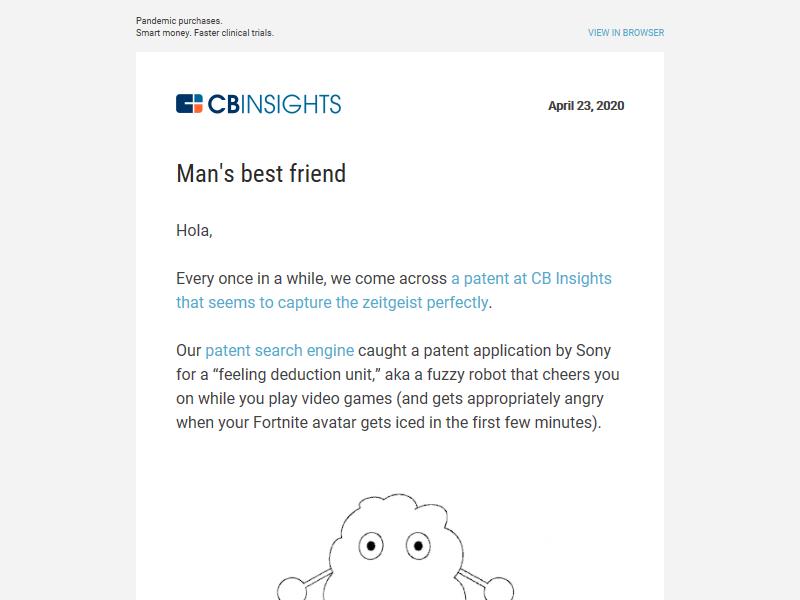 Pandemic purchases.
Smart money. Faster clinical trials.
VIEW IN BROWSER
CBINSIGHTS
April 23, 2020
Man's best friend
Hola,
Every once in a while, we come across a patent at CB Insights
that seems to capture the zeitgeist perfectly.
Our patent search engine caught a patent application by Sony
for a “feeling deduction unit,” aka a fuzzy robot that cheers you
on while you play video games (and gets appropriately angry
when your Fortnite avatar gets iced in the first few minutes).